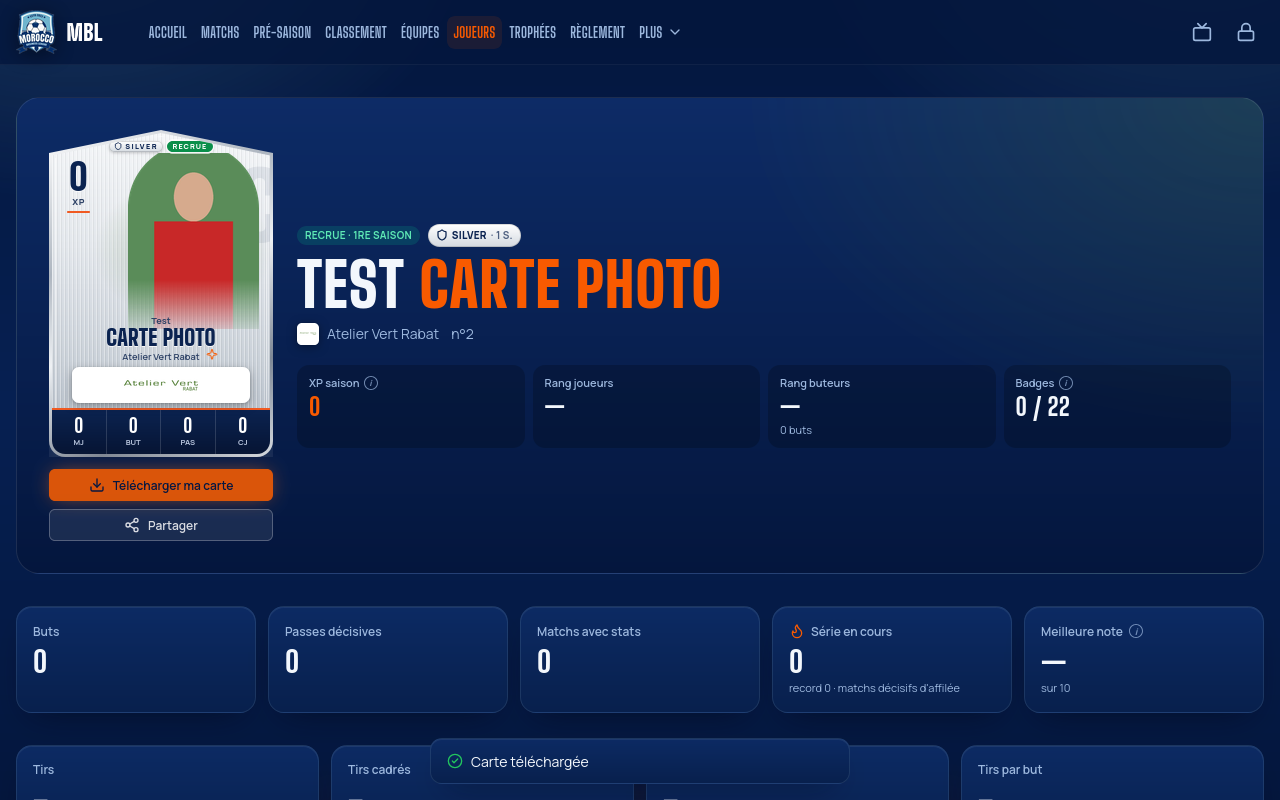 MOROCCO
MBL
ACCUEIL
MATCHS
PRÉ-SAISON
CLASSEMENT
ÉQUIPES
JOUEURS
TROPHÉES
RÈGLEMENT
PLUS
SILVER
RECRUE
0
XP
Test
CARTE PHOTO
Atelier Vert Rabat
Atelier Vert
RABAT
0 0 0 0
MJ BUT PAS CJ
Télécharger ma carte
Partager
RECRUE · 1RE SAISON
SILVER · 1 S.
TEST CARTE PHOTO
Atelier Vert Rabat n°2
XP saison
0
Rang joueurs
—
Rang buteurs
—
0 buts
Badges
0 / 22
Buts
0
Passes décisives
0
Matchs avec stats
0
Série en cours
0
record 0 · matchs décisifs d'affilée
Meilleure note
—
sur 10
Tirs
Tirs cadrés
Tirs par but
Carte téléchargée